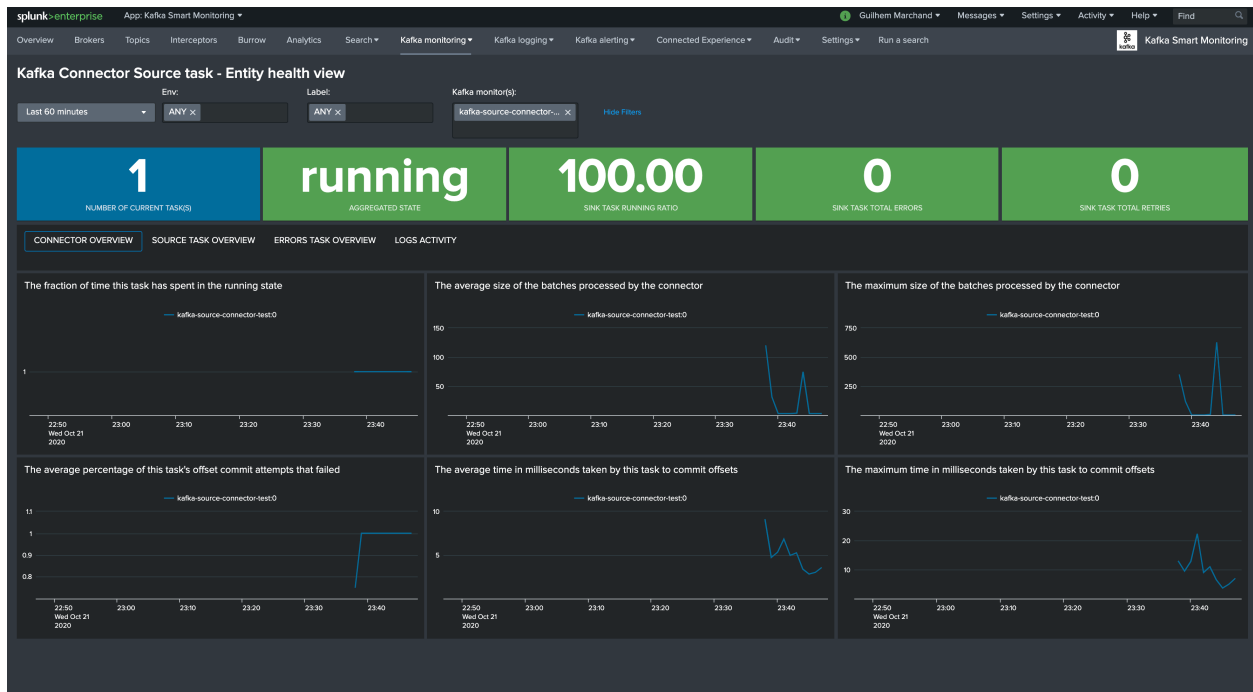 splunk>enterprise App: Kafka Smart Monitoring Guilhem Marchand Messages Settings Activity Help Find
Overview Brokers Topics Interceptors Burrow Analytics Search Kafka monitoring Kafka logging Kafka alerting Connected Experience Audit Settings Run a search kafka Kafka Smart Monitoring
Kafka Connector Source task - Entity health view
Env: Label: Kafka monitor(s):
Last 60 minutes ANY × ANY × kafka-source-connector-... × Hide Filters
1 running 100.00 0 0
NUMBER OF CURRENT TASK(S) AGGREGATED STATE SINK TASK RUNNING RATIO SINK TASK TOTAL ERRORS SINK TASK TOTAL RETRIES
CONNECTOR OVERVIEW SOURCE TASK OVERVIEW ERRORS TASK OVERVIEW LOGS ACTIVITY
The fraction of time this task has spent in the running state
kafka-source-connector-test:0
1
22:50 23:00 23:10 23:20 23:30 23:40
Wed Oct 21
2020
The average size of the batches processed by the connector
kafka-source-connector-test:0
150
100
50
22:50 23:00 23:10 23:20 23:30 23:40
Wed Oct 21
2020
The maximum size of the batches processed by the connector
kafka-source-connector-test:0
750
500
250
22:50 23:00 23:10 23:20 23:30 23:40
Wed Oct 21
2020
The average percentage of this task's offset commit attempts that failed
kafka-source-connector-test:0
1.1
1
0.9
0.8
22:50 23:00 23:10 23:20 23:30 23:40
Wed Oct 21
2020
The average time in milliseconds taken by this task to commit offsets
kafka-source-connector-test:0
10
5
22:50 23:00 23:10 23:20 23:30 23:40
Wed Oct 21
2020
The maximum time in milliseconds taken by this task to commit offsets
kafka-source-connector-test:0
30
20
10
22:50 23:00 23:10 23:20 23:30 23:40
Wed Oct 21
2020